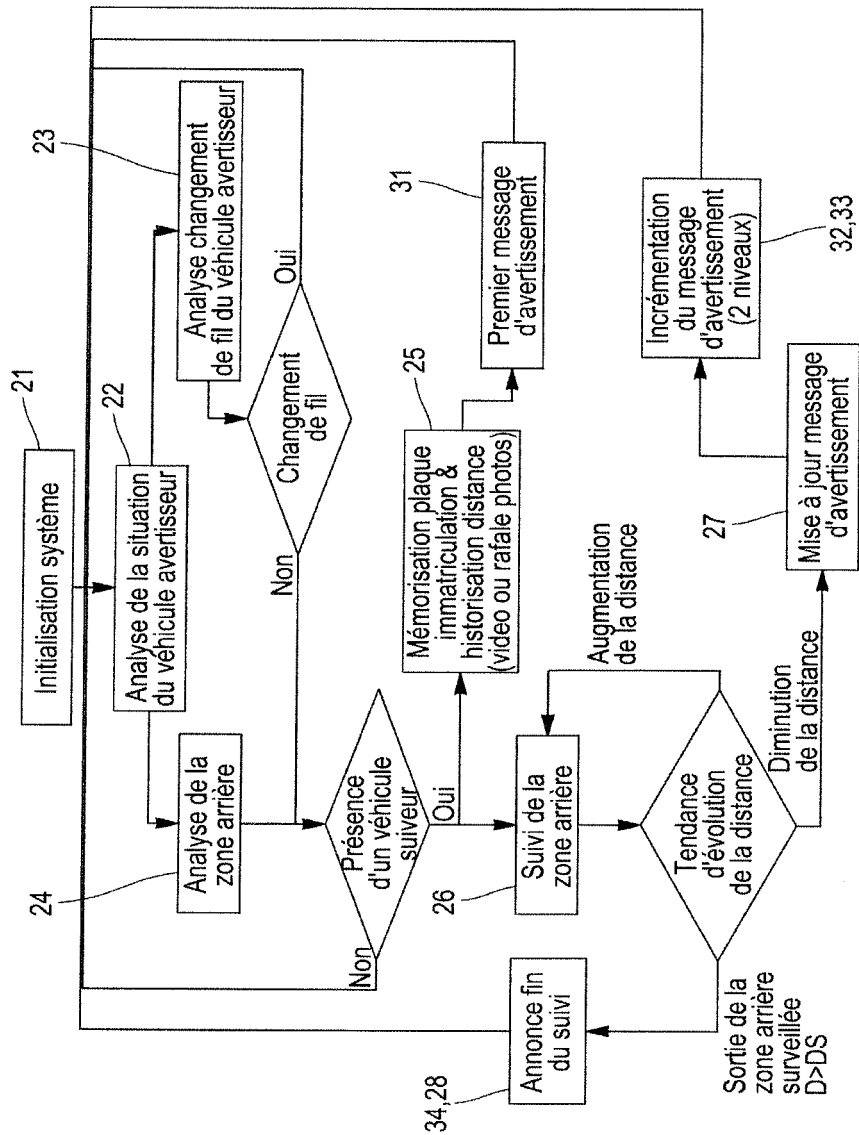 21
Initialisation système
22
Analyse de la situation
du véhicule avertisseur
23
Analyse changement
de fil du véhicule avertisseur
24
Analyse de la
zone arrière
Changement
de fil
Non
Oui
Présence
d'un véhicule
suiveur
Non
Oui
25
Mémorisation plaque
immatriculation &
historisation distance
(video ou rafale photos)
31
Premier message
d'avertissement
26
Suivi de la
zone arrière
Augmentation
de la distance
Tendance
d'évolution
de la distance
Diminution
de la distance
27
Mise à jour message
d'avertissement
Incrémentation
du message
d'avertissement
(2 niveaux)
32,33
34,28
Annonce fin
du suivi
Sortie de la
zone arrière
surveillée
D>DS